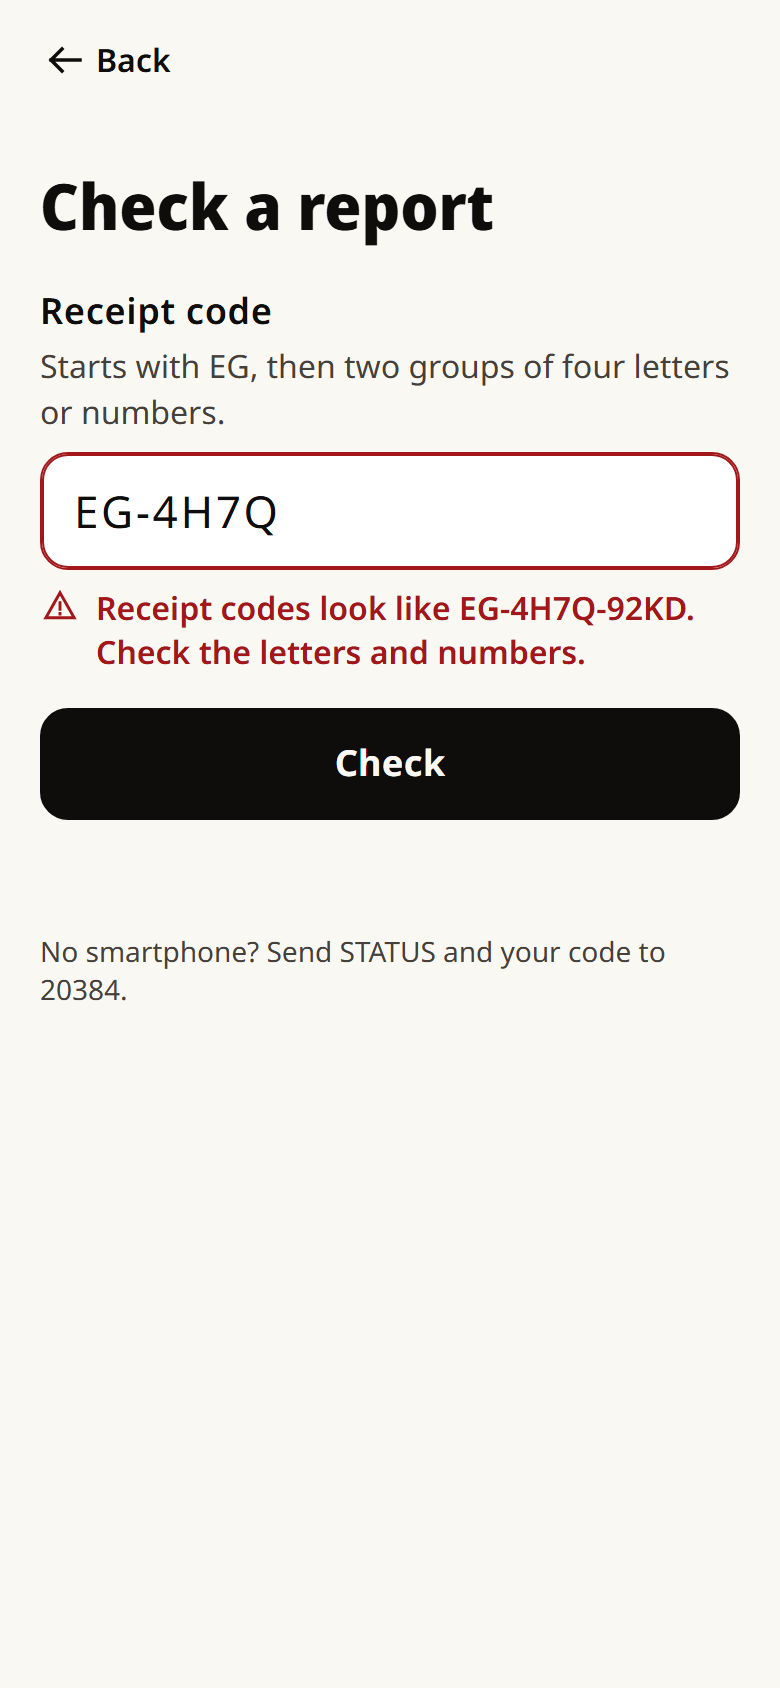 Back
Check a report
Receipt code
Starts with EG, then two groups of four letters
or numbers.
EG-4H7Q
Receipt codes look like EG-4H7Q-92KD.
Check the letters and numbers.
Check
No smartphone? Send STATUS and your code to
20384.